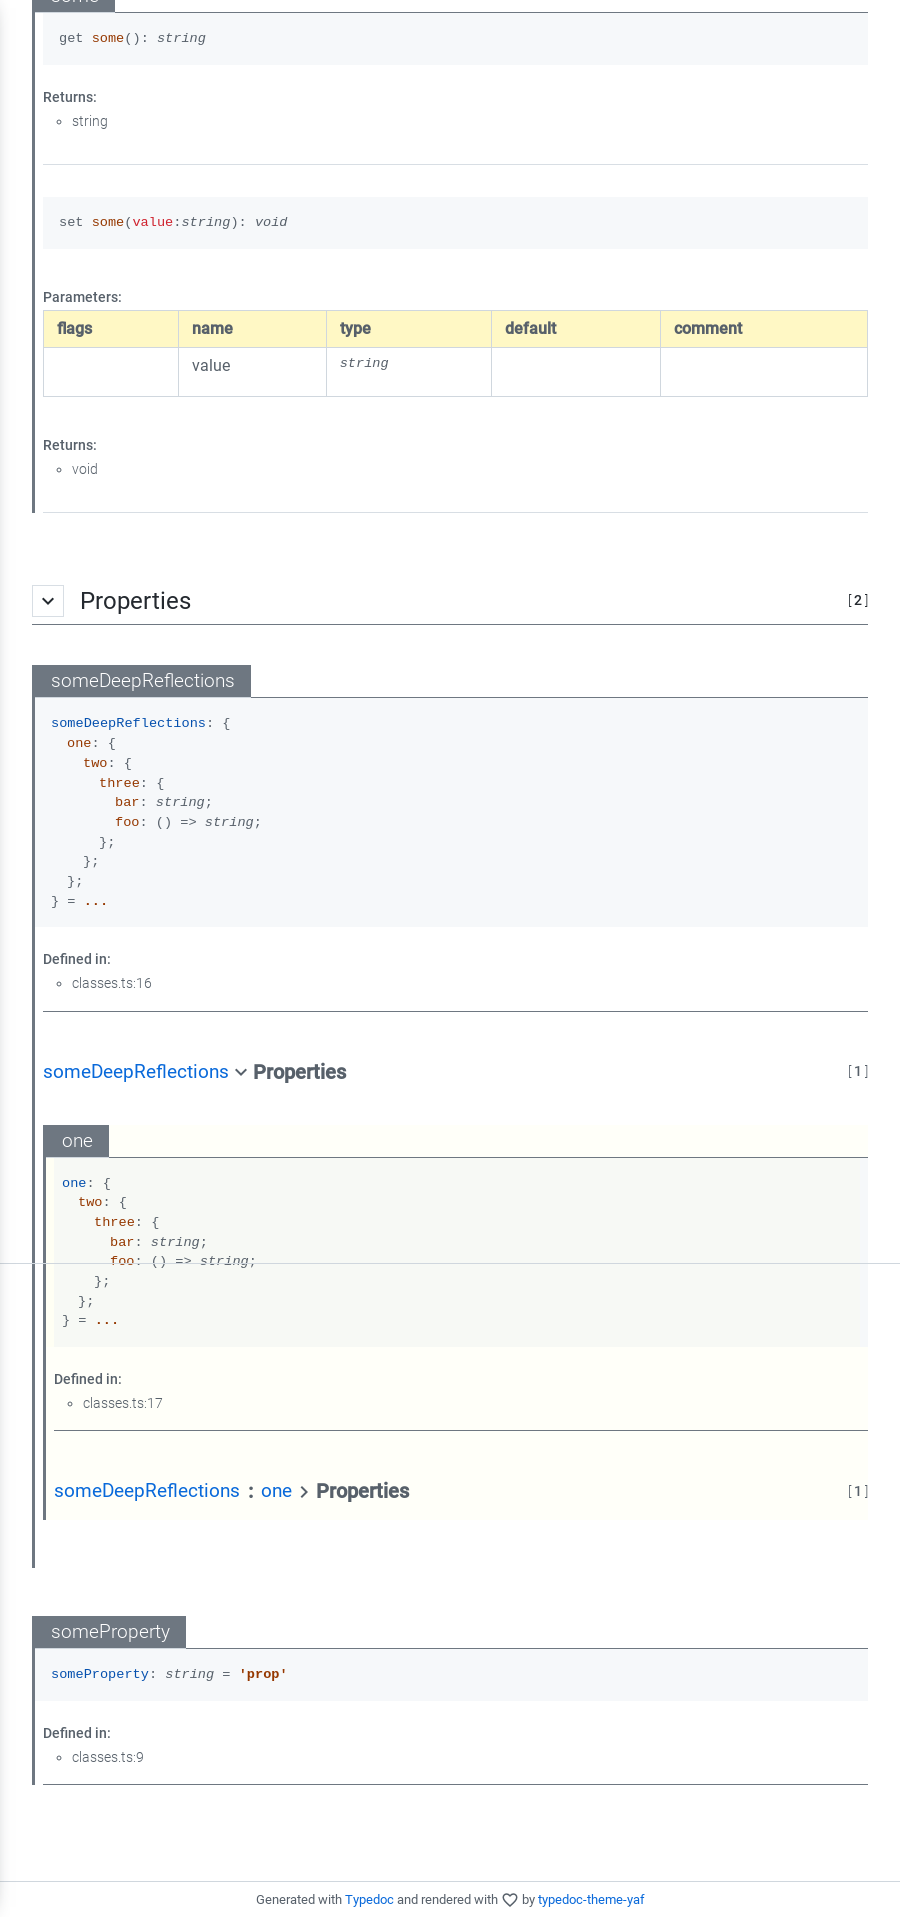 some
get some(): string
Returns:
string
set some(value:string): void
Parameters:
flags name type default comment
value string
Returns:
void
Properties [ 2 ]
someDeepReflections
someDeepReflections: {
one: {
two: {
three: {
bar: string;
foo: () => string;
};
};
};
} = ...
Defined in:
classes.ts:16
someDeepReflections Properties [ 1 ]
one
one: {
two: {
three: {
bar: string;
foo: () => string;
};
};
} = ...
Defined in:
classes.ts:17
someDeepReflections : one Properties [ 1 ]
someProperty
someProperty: string = 'prop'
Defined in:
classes.ts:9
Generated with Typedoc and rendered with by typedoc-theme-yaf